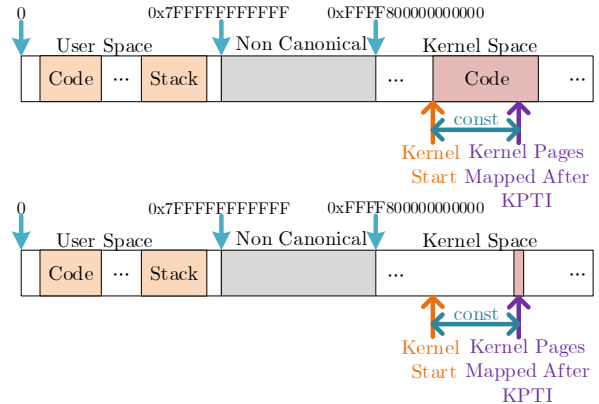 0 0x7FFFFFFFFFFF 0xFFFF800000000000
User Space Non Canonical Kernel Space
Code ... Stack ... Code ...
const
Kernel Kernel Pages
Start Mapped After
KPTI
0 0x7FFFFFFFFFFF 0xFFFF800000000000
User Space Non Canonical Kernel Space
Code ... Stack ... ...
const
Kernel Kernel Pages
Start Mapped After
KPTI